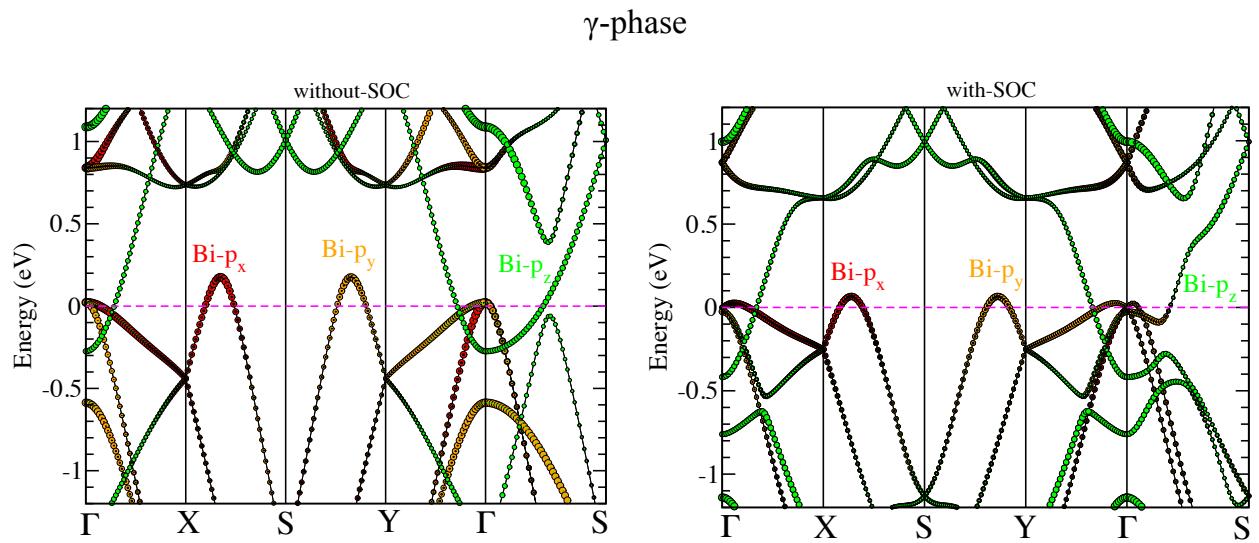 γ-phase
without-SOC
Energy (eV)
1
0.5
0
-0.5
-1
Bi-px
Bi-py
Bi-pz
Γ X S Y Γ S
with-SOC
Energy (eV)
1
0.5
0
-0.5
-1
Bi-px
Bi-py
Bi-pz
Γ X S Y Γ S